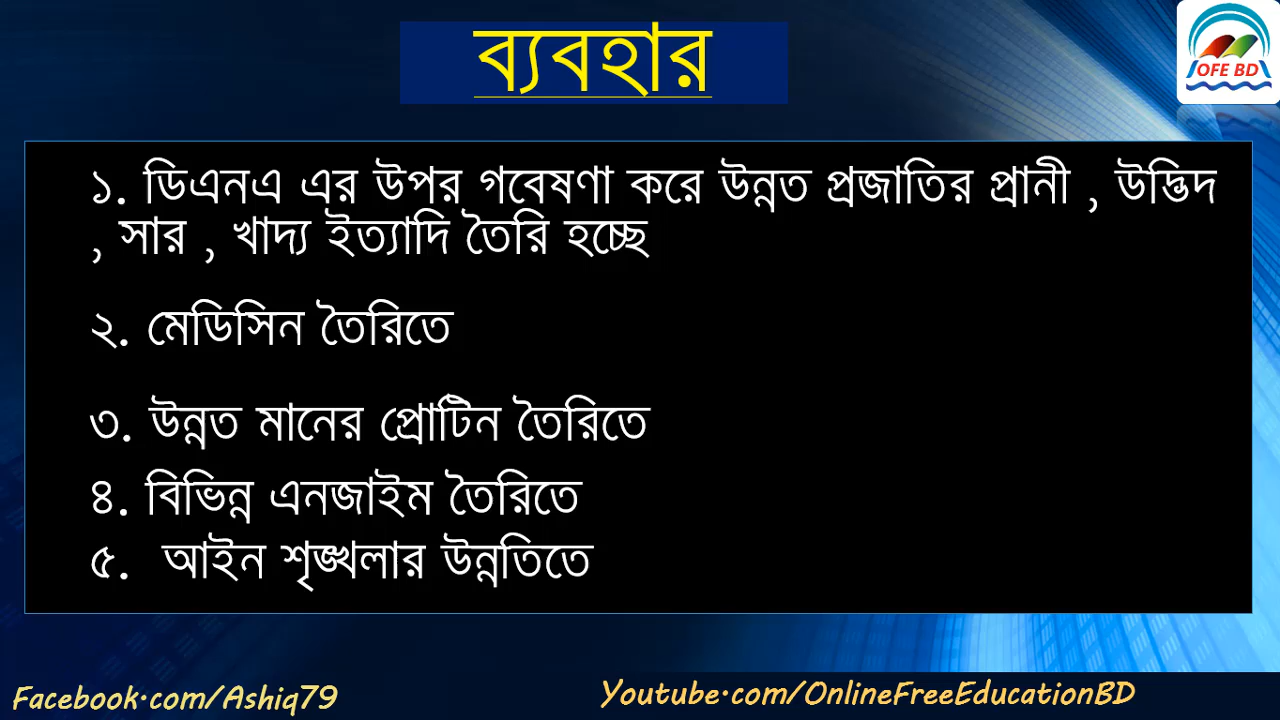 ব্যবহার
OFE BD
১. ডিএনএ এর উপর গবেষণা করে উন্নত প্রজাতির প্রানী , উদ্ভিদ
, সার , খাদ্য ইত্যাদি তৈরি হচ্ছে
২. মেডিসিন তৈরিতে
৩. উন্নত মানের প্রোটিন তৈরিতে
৪. বিভিন্ন এনজাইম তৈরিতে
৫. আইন শৃঙ্খলার উন্নতিতে
Facebook.com/Ashiq79
Youtube.com/OnlineFreeEducationBD